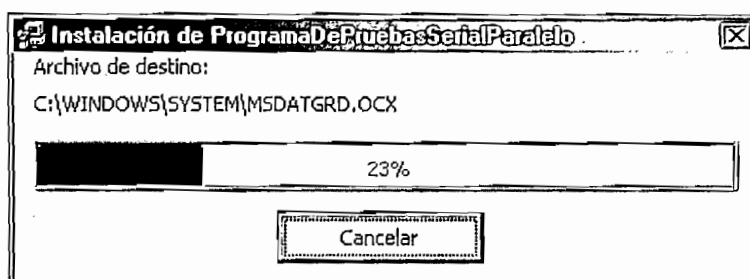 Instalación de ProgramaDePruebasSerialParalelo
Archivo de destino:
C:\WINDOWS\SYSTEM\MSDATGRD.OCX
23%
Cancelar